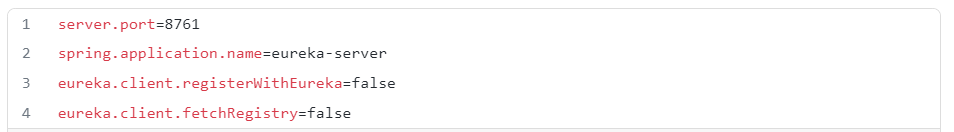 1 server.port=8761
2 spring.application.name=eureka-server
3 eureka.client.registerWithEureka=false
4 eureka.client.fetchRegistry=false